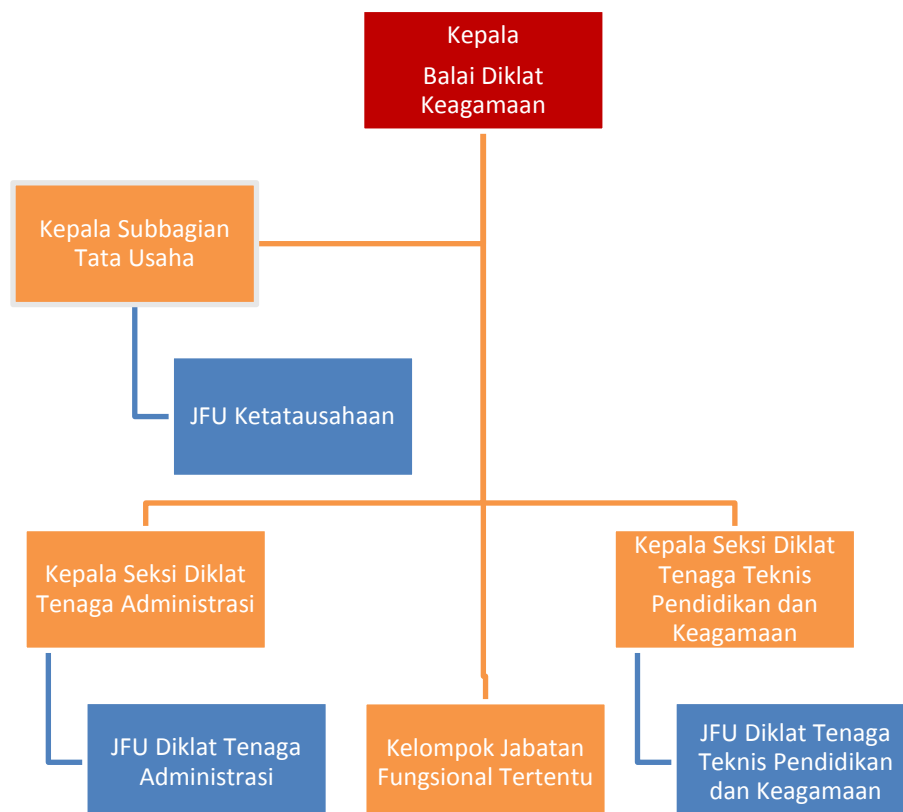 Kepala
Balai Diklat
Keagamaan
Kepala Subbagian
Tata Usaha
JFU Ketatausahaan
Kepala Seksi Diklat
Tenaga Administrasi
Kepala Seksi Diklat
Tenaga Teknis
Pendidikan dan
Keagamaan
JFU Diklat Tenaga
Administrasi
Kelompok Jabatan
Fungsional Tertentu
JFU Diklat Tenaga
Teknis Pendidikan
dan Keagamaan